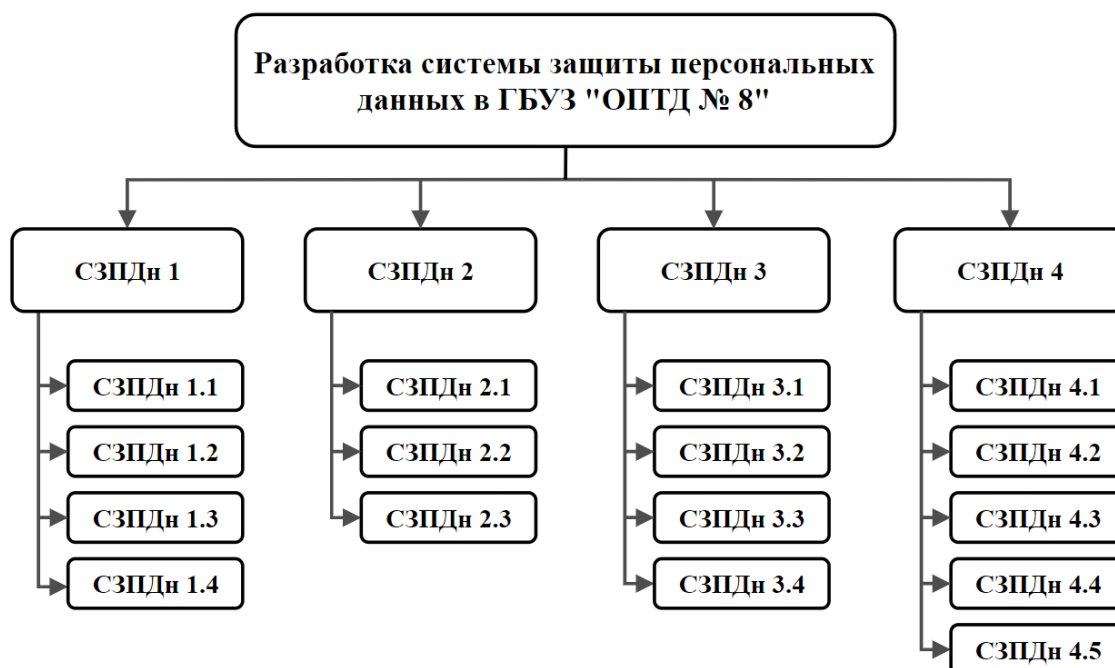 Разработка системы защиты персональных
данных в ГБУЗ "ОПТД № 8"
СЗПДн 1
СЗПДн 1.1
СЗПДн 1.2
СЗПДн 1.3
СЗПДн 1.4
СЗПДн 2
СЗПДн 2.1
СЗПДн 2.2
СЗПДн 2.3
СЗПДн 3
СЗПДн 3.1
СЗПДн 3.2
СЗПДн 3.3
СЗПДн 3.4
СЗПДн 4
СЗПДн 4.1
СЗПДн 4.2
СЗПДн 4.3
СЗПДн 4.4
СЗПДн 4.5